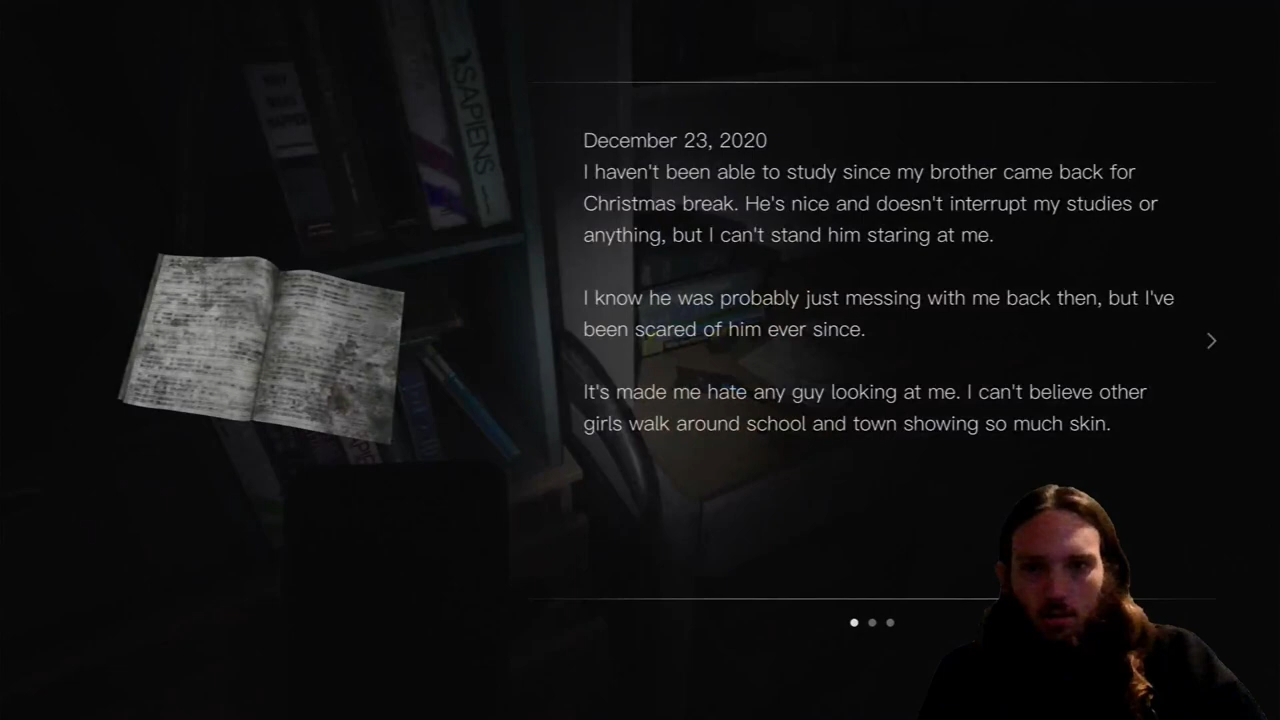 SAPIENS
December 23, 2020
I haven't been able to study since my brother came back for
Christmas break. He's nice and doesn't interrupt my studies or
anything, but I can't stand him staring at me.
I know he was probably just messing with me back then, but I've
been scared of him ever since.
It's made me hate any guy looking at me. I can't believe other
girls walk around school and town showing so much skin.